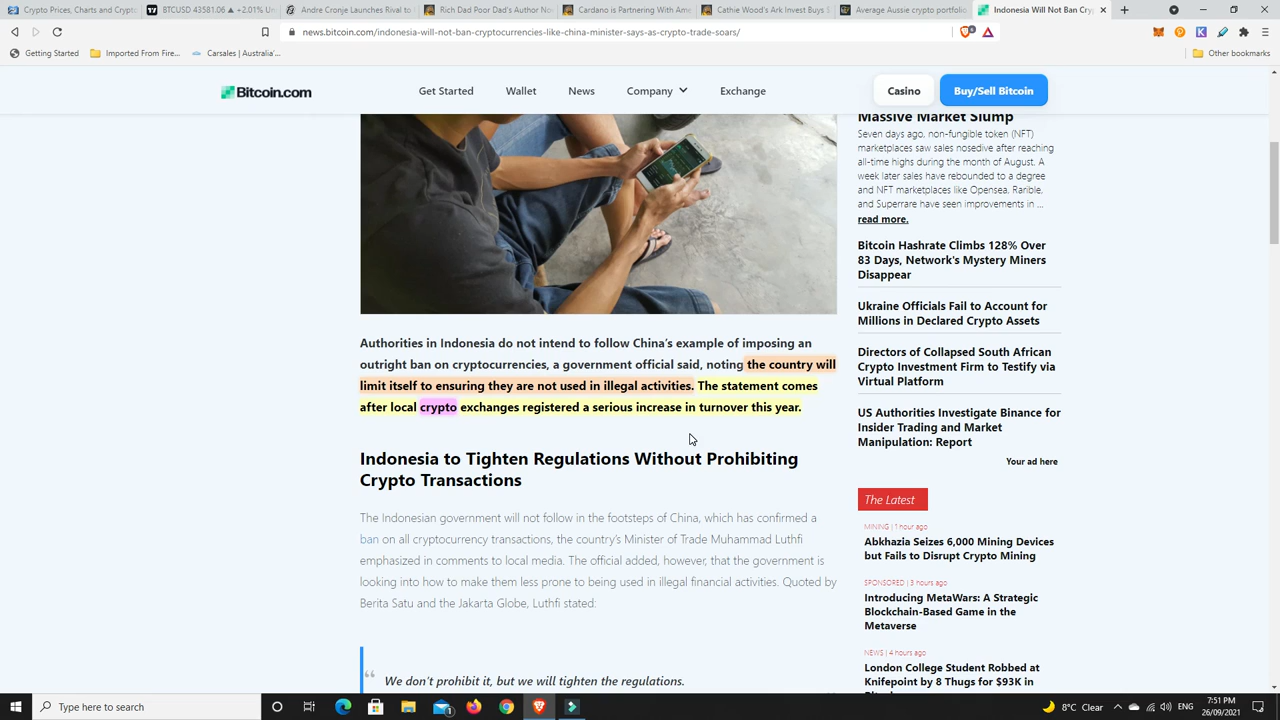 Crypto Prices, Charts and Crypto
BTCUSD 43581.06 ▲ +2.01% Un
Andre Cronje Launches Rival to
Rich Dad Poor Dad's Author No
Cardano is Partnering With Am
Cathie Wood's Ark Invest Buys S
Average Aussie crypto portfolio
Indonesia Will Not Ban Cry
news.bitcoin.com/indonesia-will-not-ban-cryptocurrencies-like-china-minister-says-as-crypto-trade-soars/
Getting Started
Imported From Fire...
Carsales | Australia'...
Other bookmarks
Bitcoin.com
Get Started
Wallet
News
Company
Exchange
Casino
Buy/Sell Bitcoin
Authorities in Indonesia do not intend to follow China's example of imposing an
outright ban on cryptocurrencies, a government official said, noting the country will
limit itself to ensuring they are not used in illegal activities. The statement comes
after local crypto exchanges registered a serious increase in turnover this year.
Indonesia to Tighten Regulations Without Prohibiting
Crypto Transactions
The Indonesian government will not follow in the footsteps of China, which has confirmed a
ban on all cryptocurrency transactions, the country's Minister of Trade Muhammad Luthfi
emphasized in comments to local media. The official added, however, that the government is
looking into how to make them less prone to being used in illegal financial activities. Quoted by
Berita Satu and the Jakarta Globe, Luthfi stated:
We don't prohibit it, but we will tighten the regulations.
Massive Market Slump
Seven days ago, non-fungible token (NFT)
marketplaces saw sales nosedive after reaching
all-time highs during the month of August. A
week later sales have rebounded to a degree
and NFT marketplaces like Opensea, Rarible,
and Superrare have seen improvements in ...
read more.
Bitcoin Hashrate Climbs 128% Over
83 Days, Network's Mystery Miners
Disappear
Ukraine Officials Fail to Account for
Millions in Declared Crypto Assets
Directors of Collapsed South African
Crypto Investment Firm to Testify via
Virtual Platform
US Authorities Investigate Binance for
Insider Trading and Market
Manipulation: Report
Your ad here
The Latest
MINING | 1 hour ago
Abkhazia Seizes 6,000 Mining Devices
but Fails to Disrupt Crypto Mining
SPONSORED | 3 hours ago
Introducing MetaWars: A Strategic
Blockchain-Based Game in the
Metaverse
NEWS | 4 hours ago
London College Student Robbed at
Knifepoint by 8 Thugs for $93K in
Type here to search
8°C Clear
ENG
7:51 PM
26/09/2021